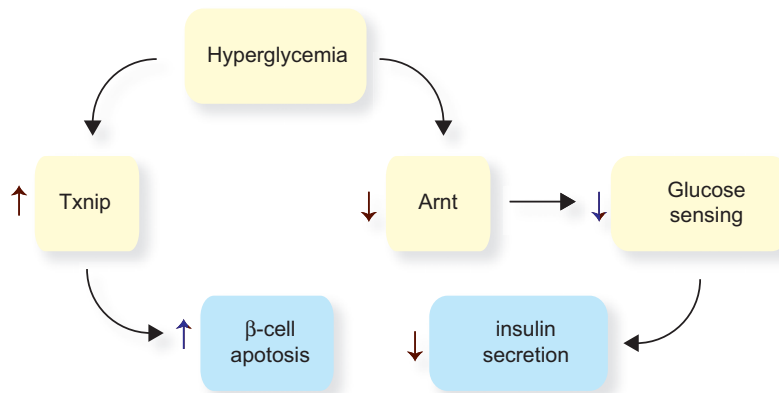 Hyperglycemia
Txnip
Arnt
Glucose
sensing
β-cell
apotosis
insulin
secretion